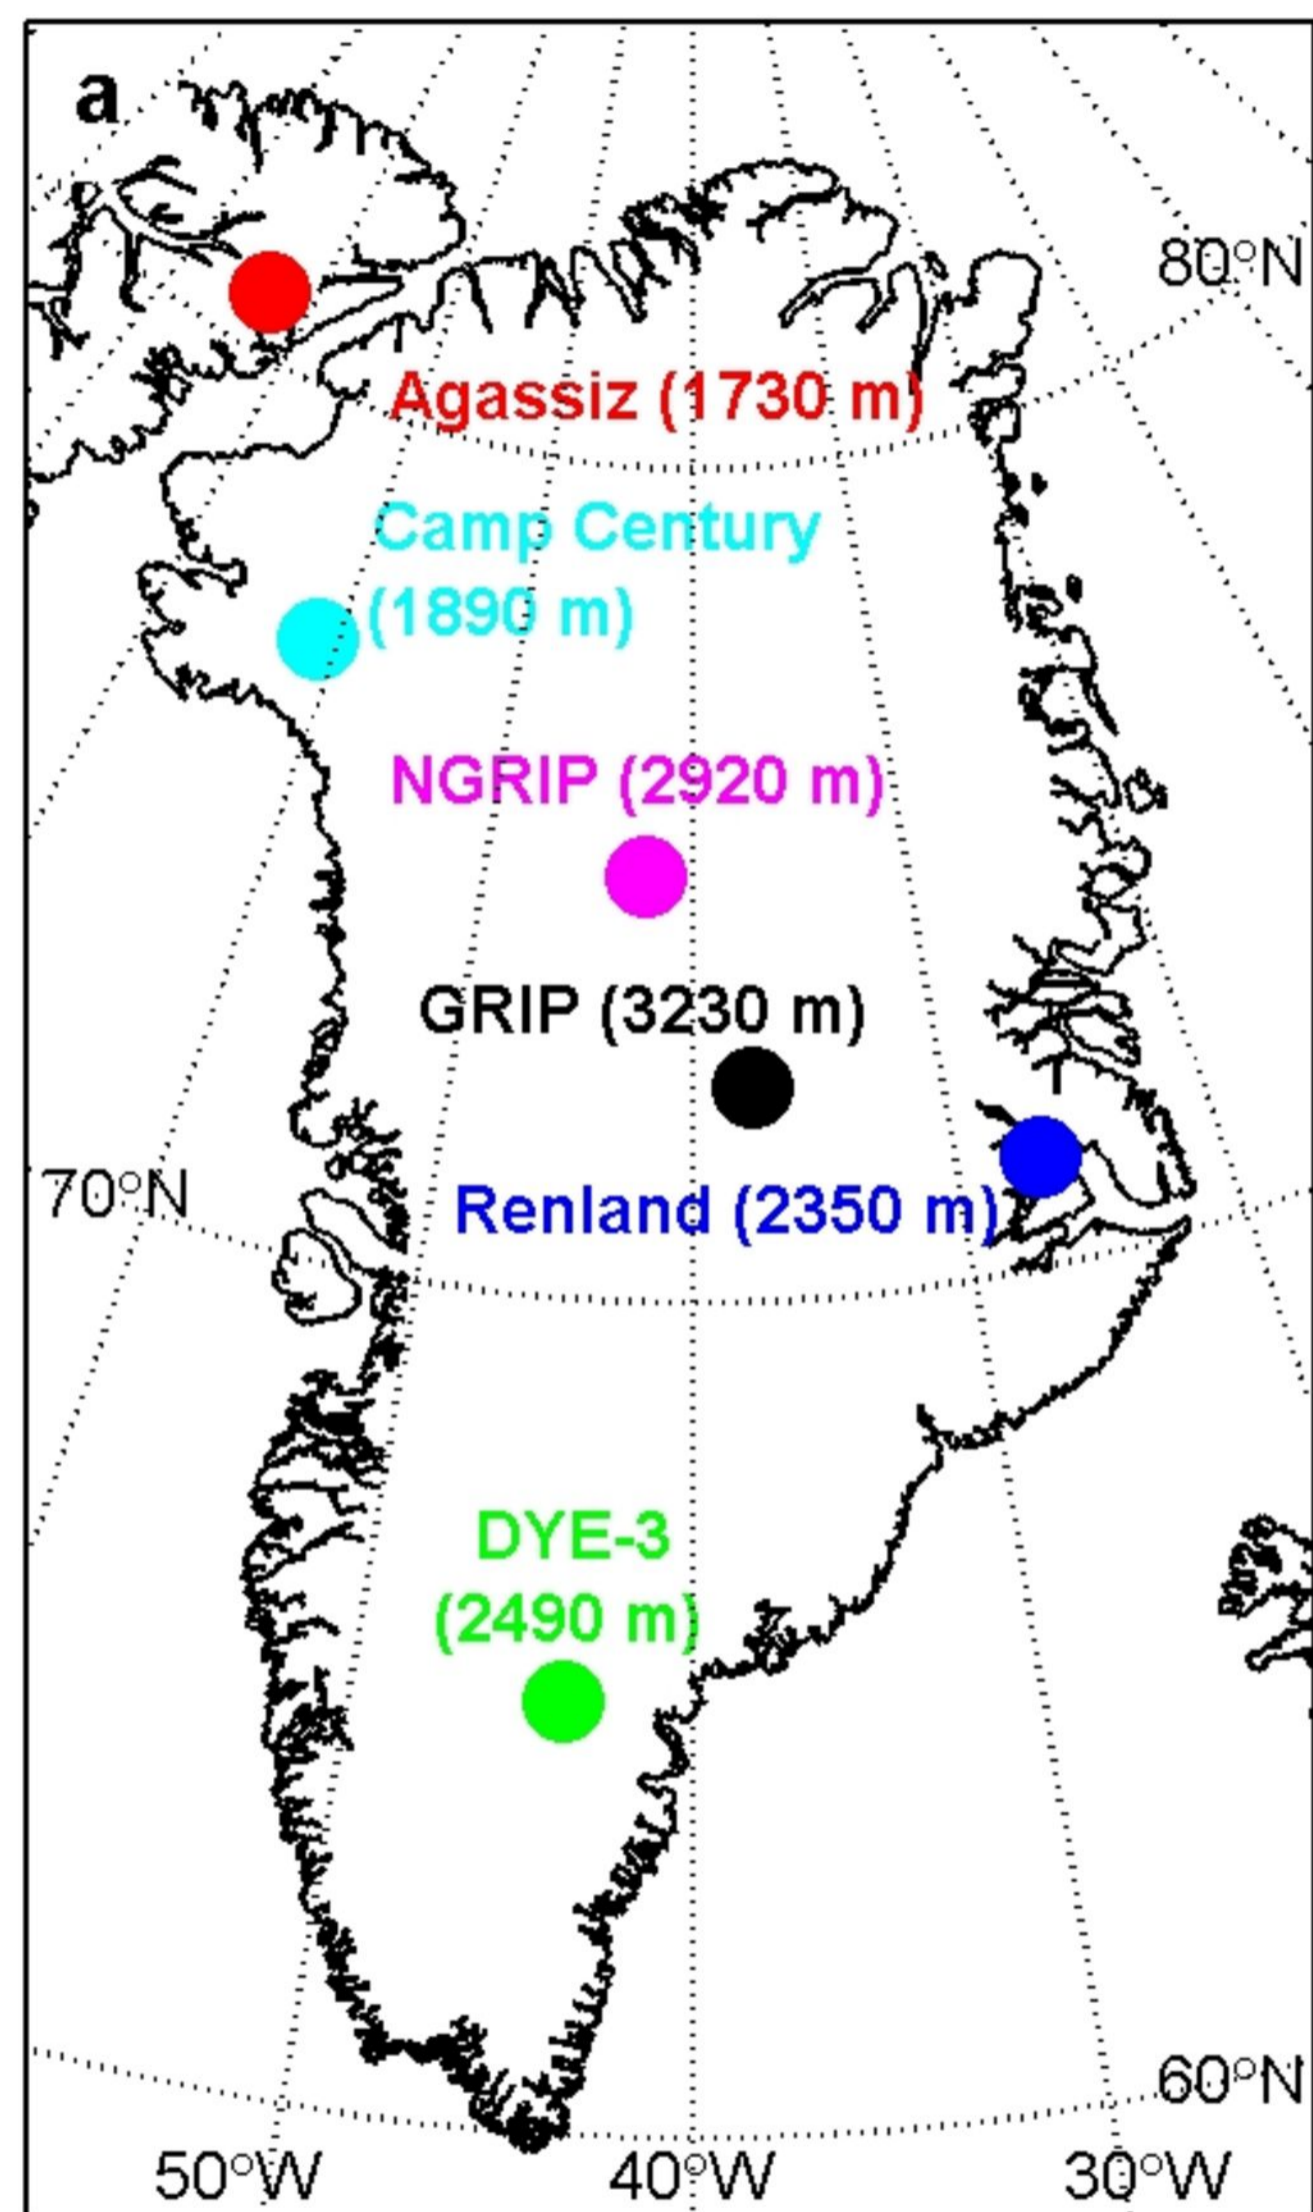 a
80°N
Agassiz (1730 m)
Camp Century
(1890 m)
NGRIP (2920 m)
GRIP (3230 m)
70°N
Renland (2350 m)
DYE-3
(2490 m)
60°N
50°W
40°W
30°W